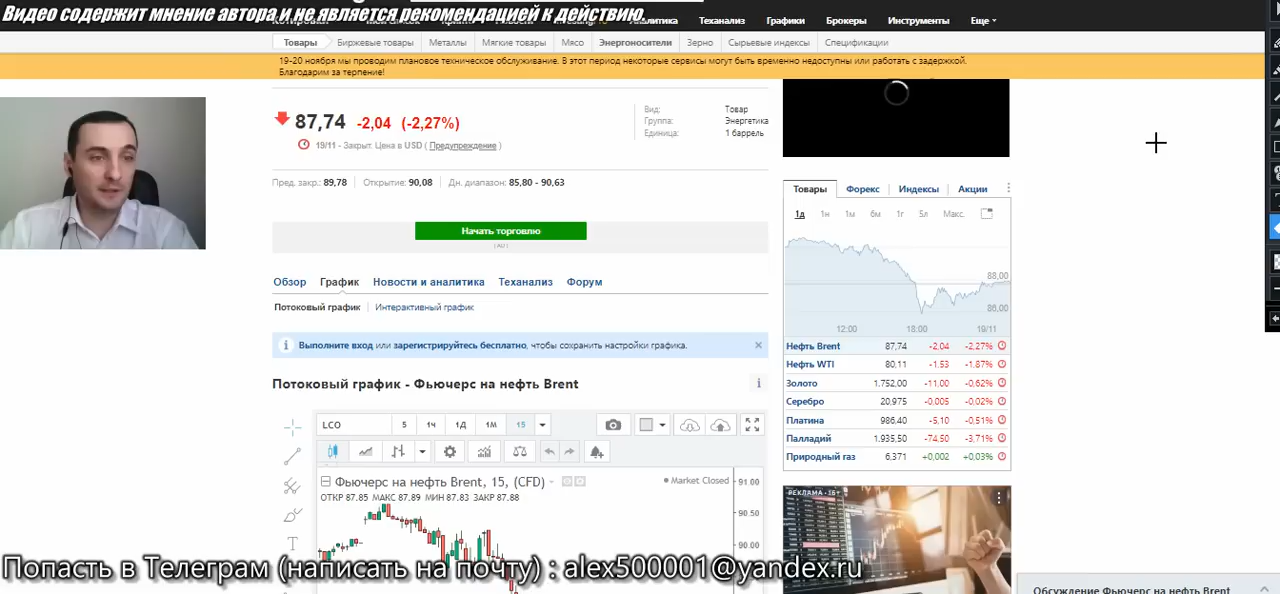 Видео содержит мнение автора и не является рекомендацией к действию.
Аналитика Теханализ Графики Брокеры Инструменты Еще
Товары Биржевые товары Металлы Мягкие товары Мясо Энергоносители Зерно Сырьевые индексы Спецификации
19-20 ноября мы проводим плановое техническое обслуживание. В этот период некоторые сервисы могут быть временно недоступны или работать с задержкой.
Благодарим за терпение!
87,74 -2,04 (-2,27%)
19/11 - Закрыт. Цена в USD ( Предупреждение )
Вид: Товар
Группа: Энергетика
Единица: 1 баррель
Пред. закр.: 89,78 Открытие: 90,08 Дн. диапазон: 85,80 - 90,63
Начать торговлю
(AD)
Обзор График Новости и аналитика Теханализ Форум
Потоковый график Интерактивный график
Выполните вход или зарегистрируйтесь бесплатно, чтобы сохранить настройки графика.
Потоковый график - Фьючерс на нефть Brent
LCO 5 1Ч 1Д 1М 15
Фьючерс на нефть Brent, 15, (CFD)
Market Closed
ОТКР 87.85 МАКС 87.89 МИН 87.83 ЗАКР 87.88
91.00
90.50
90.00
Товары Форекс Индексы Акции
1д 1н 1м 6м 1г 5л Макс.
88,00
86,00
12:00 18:00 19/11
Нефть Brent 87,74 -2,04 -2,27%
Нефть WTI 80,11 -1,53 -1,87%
Золото 1.752,00 -11,00 -0,62%
Серебро 20,975 -0,005 -0,02%
Платина 986,40 -5,10 -0,51%
Палладий 1.935,50 -74,50 -3,71%
Природный газ 6,371 +0,002 +0,03%
РЕКЛАМА • 16+
Попасть в Телеграм (написать на почту) : alex500001@yandex.ru
Обсуждение Фьючерс на нефть Brent